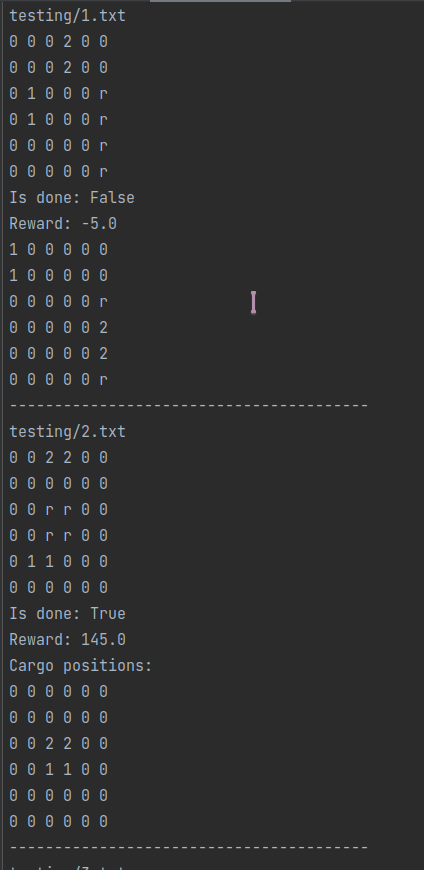 testing/1.txt
0 0 0 2 0 0
0 0 0 2 0 0
0 1 0 0 0 r
0 1 0 0 0 r
0 0 0 0 0 r
0 0 0 0 0 r
Is done: False
Reward: -5.0
1 0 0 0 0 0
1 0 0 0 0 0
0 0 0 0 0 r
0 0 0 0 0 2
0 0 0 0 0 2
0 0 0 0 0 r
----------------------------------------
testing/2.txt
0 0 2 2 0 0
0 0 0 0 0 0
0 0 r r 0 0
0 0 r r 0 0
0 1 1 0 0 0
0 0 0 0 0 0
Is done: True
Reward: 145.0
Cargo positions:
0 0 0 0 0 0
0 0 0 0 0 0
0 0 2 2 0 0
0 0 1 1 0 0
0 0 0 0 0 0
0 0 0 0 0 0
----------------------------------------